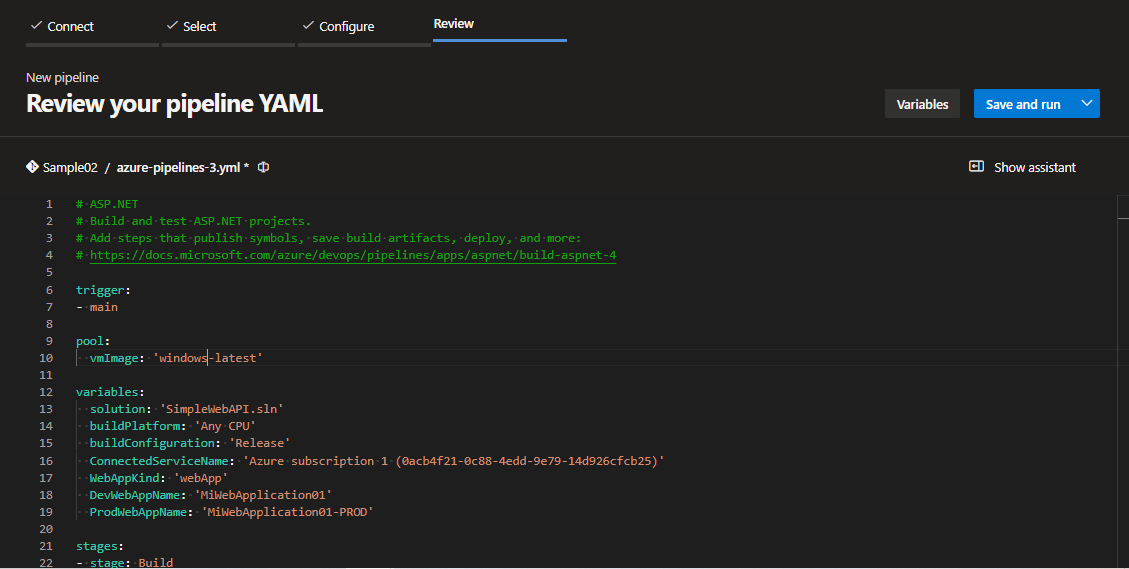 Connect
Select
Configure
Review
New pipeline
Review your pipeline YAML
Variables
Save and run
Sample02 / azure-pipelines-3.yml *
Show assistant
1 # ASP.NET
2 # Build and test ASP.NET projects.
3 # Add steps that publish symbols, save build artifacts, deploy, and more:
4 # https://docs.microsoft.com/azure/devops/pipelines/apps/aspnet/build-aspnet-4
5
6 trigger:
7 - main
8
9 pool:
10   vmImage: 'windows-latest'
11
12 variables:
13   solution: 'SimpleWebAPI.sln'
14   buildPlatform: 'Any CPU'
15   buildConfiguration: 'Release'
16   ConnectedServiceName: 'Azure subscription 1 (0acb4f21-0c88-4edd-9e79-14d926cfcb25)'
17   WebAppKind: 'webApp'
18   DevWebAppName: 'MiWebApplication01'
19   ProdWebAppName: 'MiWebApplication01-PROD'
20
21 stages:
22 - stage: Build